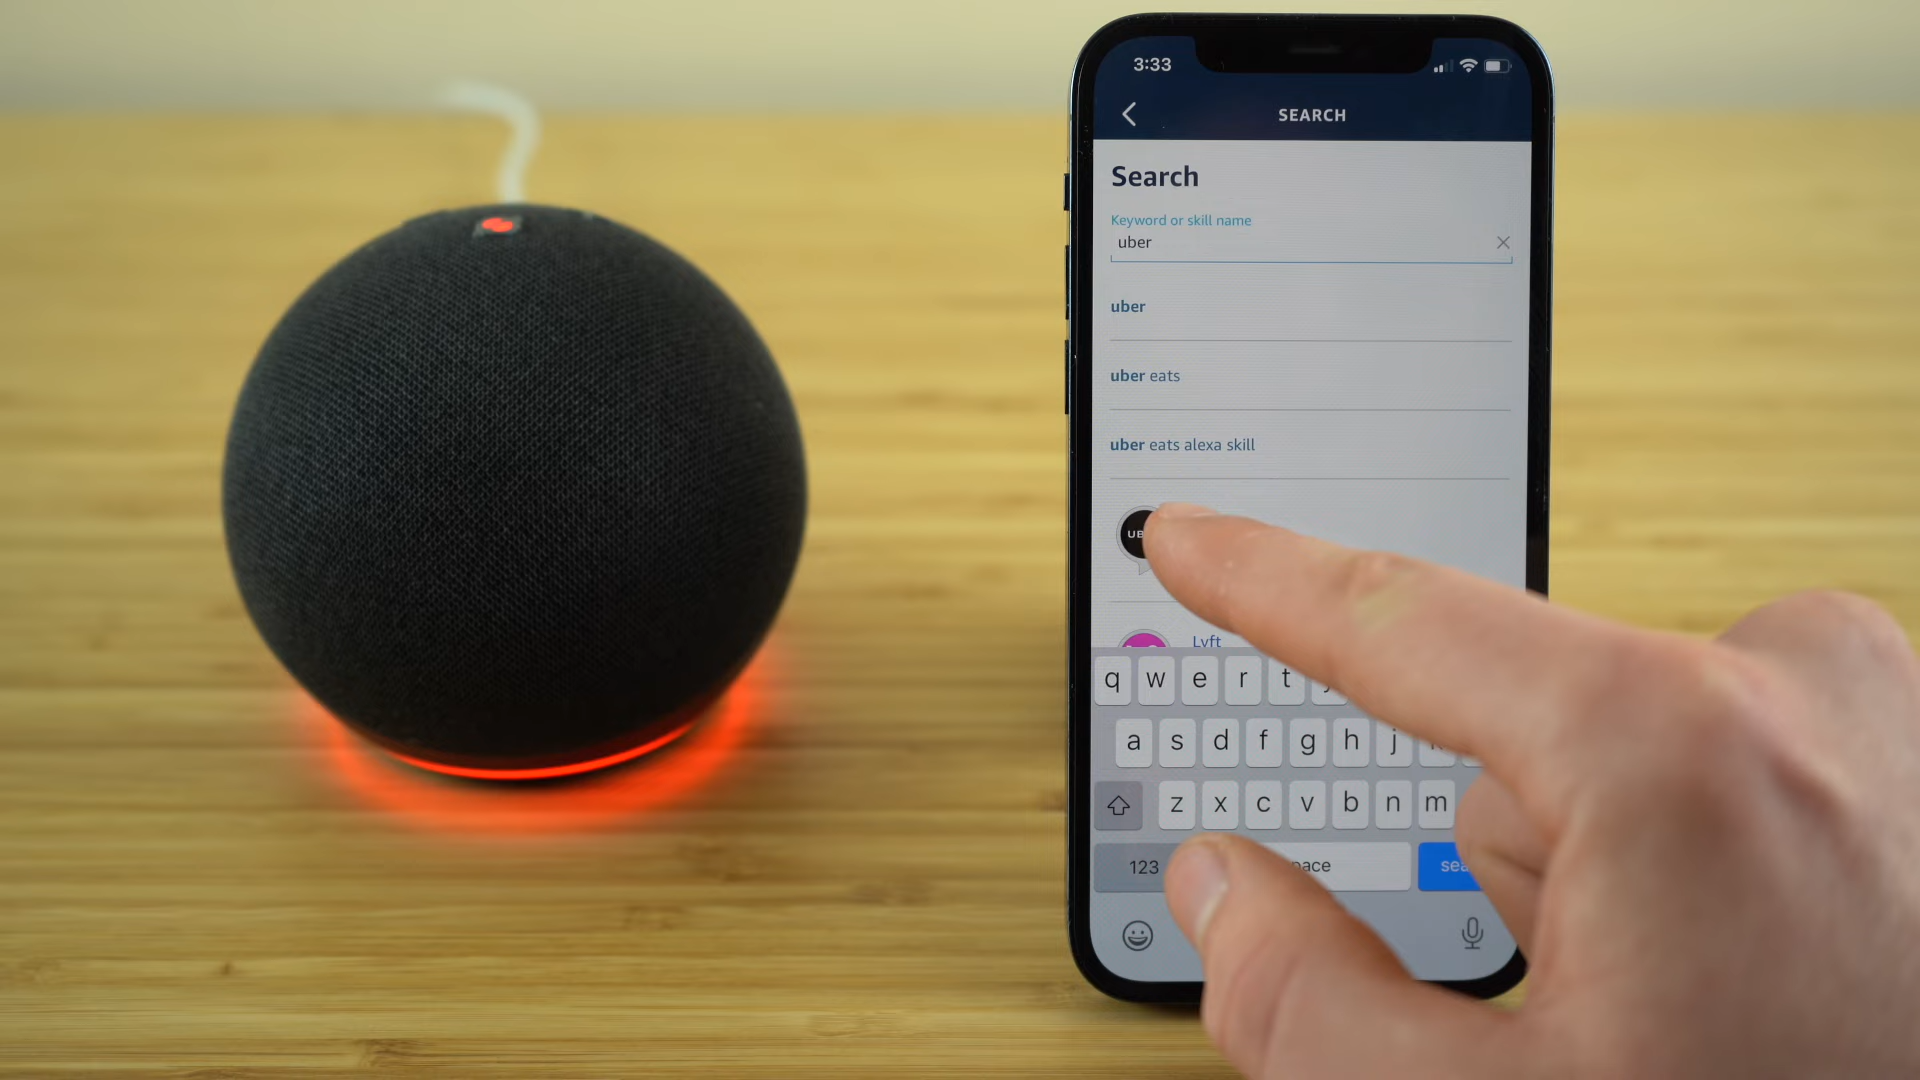 3:33
SEARCH
Search
Keyword or skill name
uber
uber
uber eats
uber eats alexa skill
Lyft
q w e r t
a s d f g h j
z x c v b n m
123